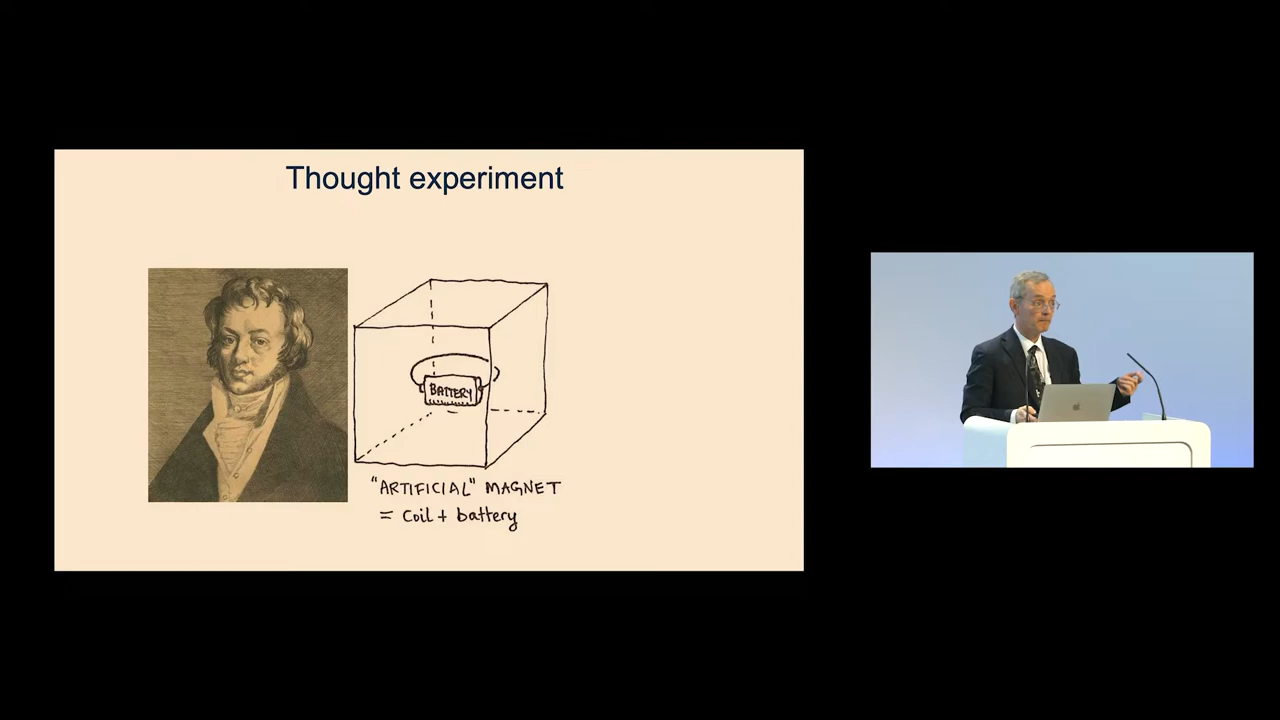 Thought experiment
BATTERY
"ARTIFICIAL" MAGNET
= Coil + battery